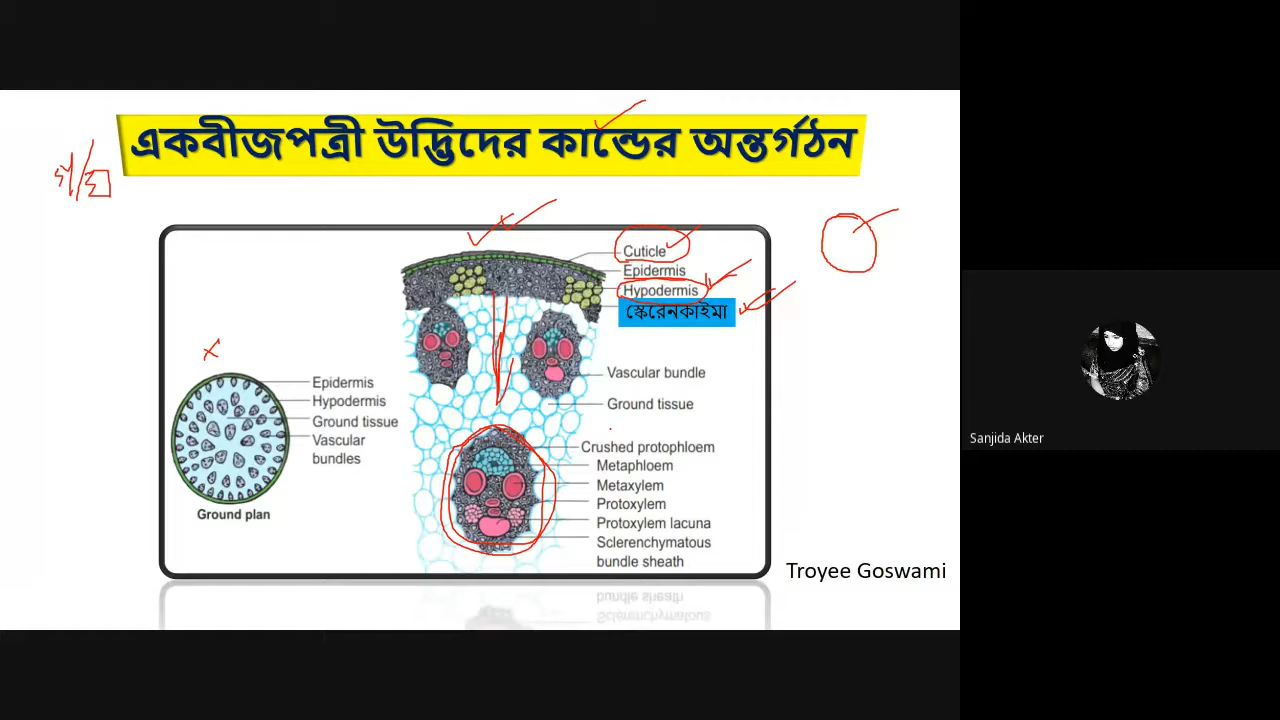 একবীজপত্রী উদ্ভিদের কান্ডের অন্তর্গঠন
Cuticle
Epidermis
Hypodermis
স্কেরেনকাইমা
Vascular bundle
Ground tissue
Crushed protophloem
Metaphloem
Metaxylem
Protoxylem
Protoxylem lacuna
Sclerenchymatous
bundle sheath
Epidermis
Hypodermis
Ground tissue
Vascular
bundles
Ground plan
Troyee Goswami
Sanjida Akter